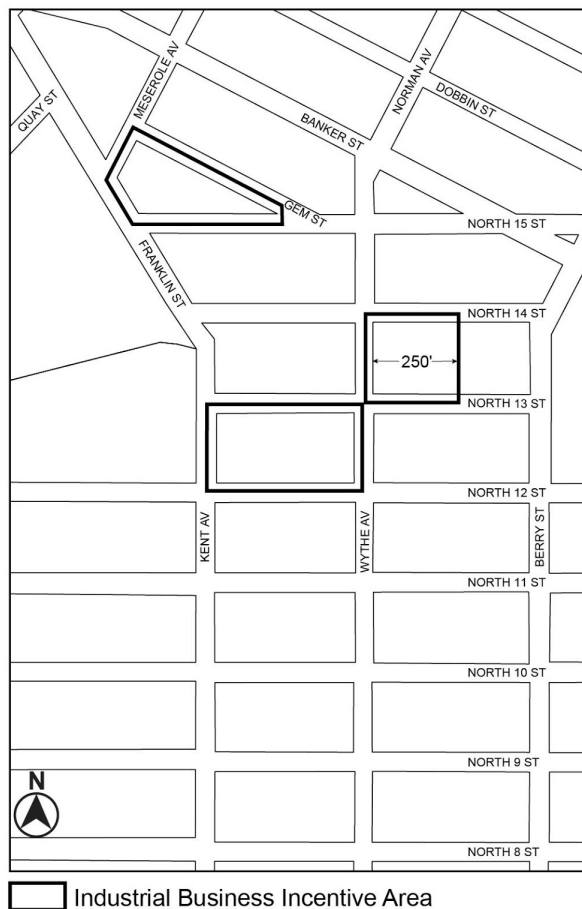 MESEROLE AV
NORMAN AV
QUAY ST
DOBBIN ST
BANKER ST
GEM ST
NORTH 15 ST
FRANKLIN ST
NORTH 14 ST
250'
NORTH 13 ST
NORTH 12 ST
KENT AV
WYTHE AV
BERRY ST
NORTH 11 ST
NORTH 10 ST
NORTH 9 ST
N
NORTH 8 ST
Industrial Business Incentive Area